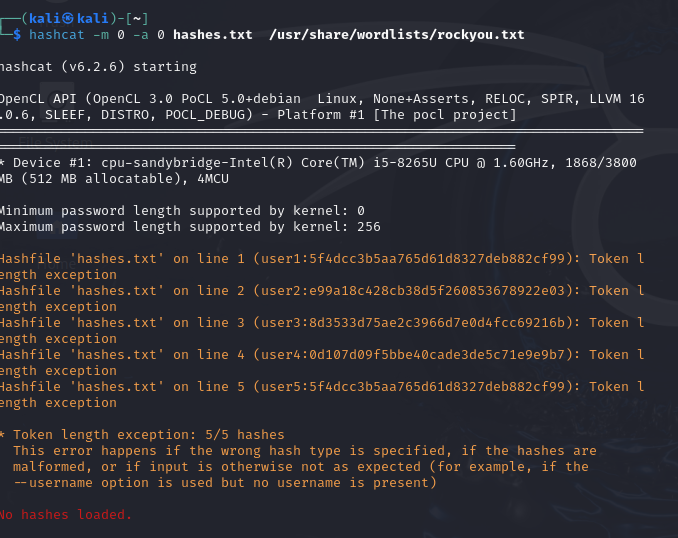 ┌──(kali㉿kali)-[~]
└─$ hashcat -m 0 -a 0 hashes.txt  /usr/share/wordlists/rockyou.txt
hashcat (v6.2.6) starting
OpenCL API (OpenCL 3.0 PoCL 5.0+debian  Linux, None+Asserts, RELOC, SPIR, LLVM 16
.0.6, SLEEF, DISTRO, POCL_DEBUG) - Platform #1 [The pocl project]
=================================================================================
=================================================================
* Device #1: cpu-sandybridge-Intel(R) Core(TM) i5-8265U CPU @ 1.60GHz, 1868/3800
MB (512 MB allocatable), 4MCU
Minimum password length supported by kernel: 0
Maximum password length supported by kernel: 256
Hashfile 'hashes.txt' on line 1 (user1:5f4dcc3b5aa765d61d8327deb882cf99): Token l
ength exception
Hashfile 'hashes.txt' on line 2 (user2:e99a18c428cb38d5f260853678922e03): Token l
ength exception
Hashfile 'hashes.txt' on line 3 (user3:8d3533d75ae2c3966d7e0d4fcc69216b): Token l
ength exception
Hashfile 'hashes.txt' on line 4 (user4:0d107d09f5bbe40cade3de5c71e9e9b7): Token l
ength exception
Hashfile 'hashes.txt' on line 5 (user5:5f4dcc3b5aa765d61d8327deb882cf99): Token l
ength exception
* Token length exception: 5/5 hashes
This error happens if the wrong hash type is specified, if the hashes are
malformed, or if input is otherwise not as expected (for example, if the
--username option is used but no username is present)
No hashes loaded.